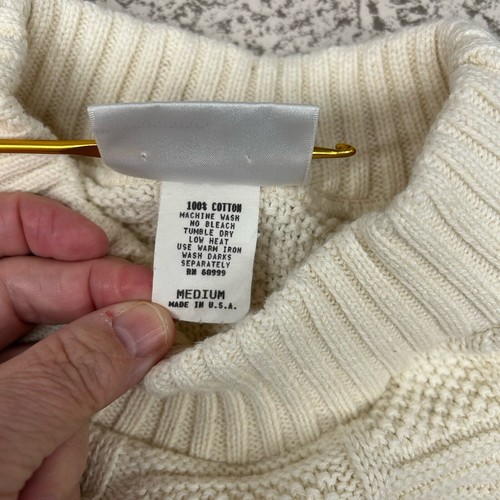 100% COTTON
MACHINE WASH
NO BLEACH
TUMBLE DRY
LOW HEAT
USE WARM IRON
WASH DARKS
SEPARATELY
RN 60999
MEDIUM
MADE IN U.S.A.